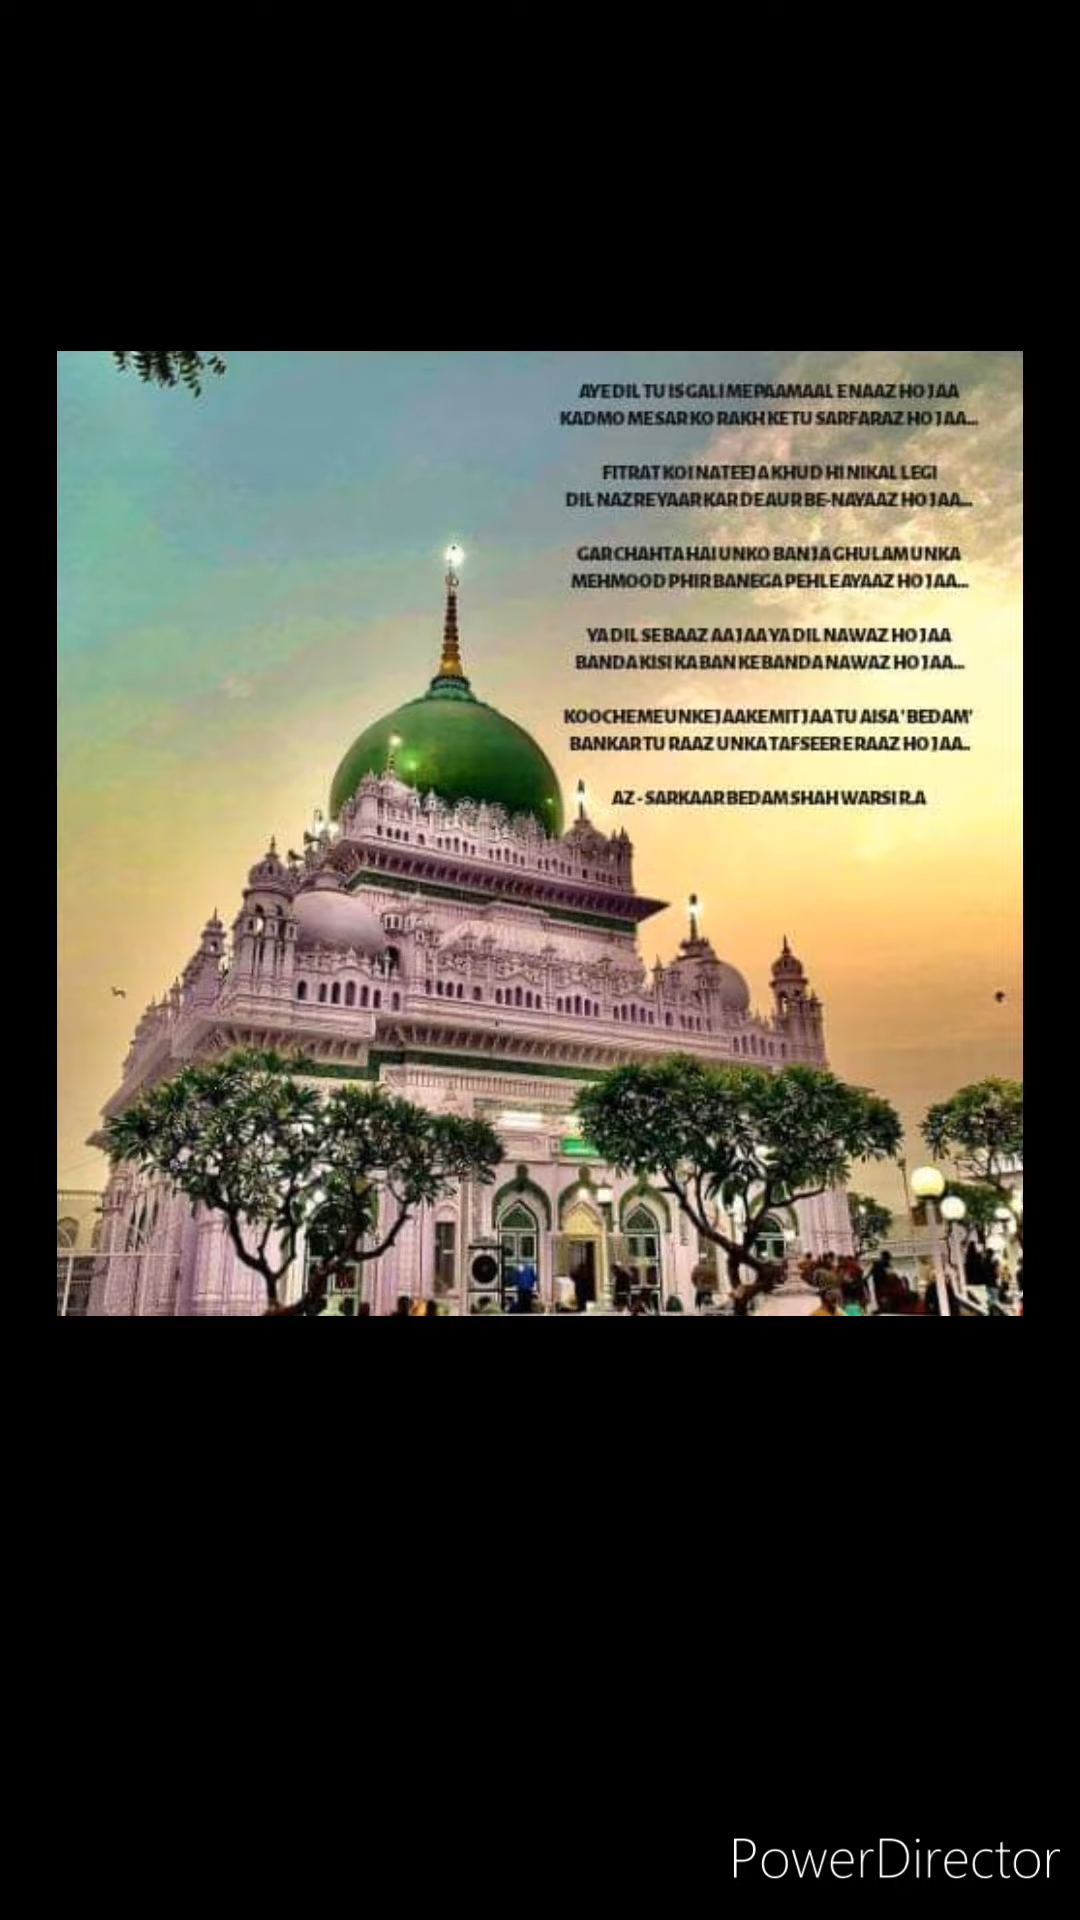 AYE DIL TU IS GALI ME PAAMAAL E NAAZ HO JAA
KADMO ME SAR KO RAKH KE TU SARFARAZ HO JAA...
FITRAT KOI NATEEJA KHUD HI NIKAL LEGI
DIL NAZRE YAAR KAR DE AUR BE-NAYAAZ HO JAA...
GAR CHAHTA HAI UNKO BAN JA GHULAM UNKA
MEHMOOD PHIR BANEGA PEHLE AYAAZ HO JAA...
YA DIL SE BAAZ AA JAA YA DIL NAWAZ HO JAA
BANDA KISI KA BAN KE BANDA NAWAZ HO JAA...
KOOCHE ME UNKE JAAKE MIT JAA TU AISA 'BEDAM'
BANKAR TU RAAZ UNKA TAFSEER E RAAZ HO JAA..
AZ - SARKAAR BEDAM SHAH WARSI R.A
PowerDirector